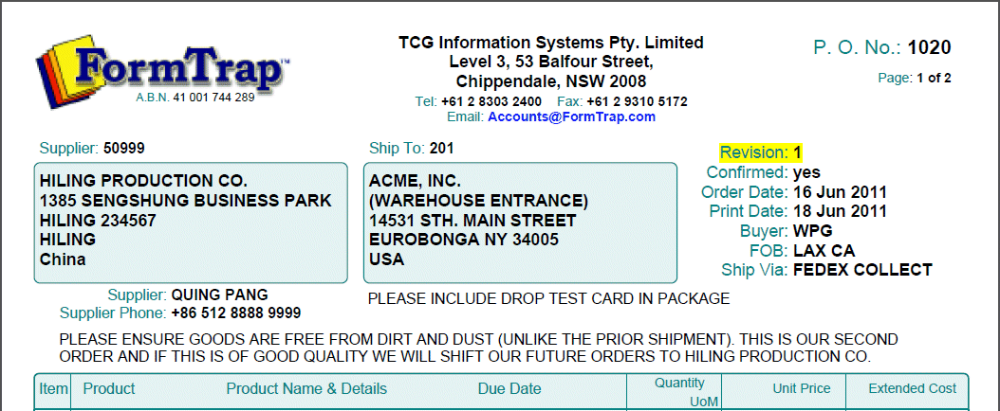 FormTrap™
A.B.N. 41 001 744 289
TCG Information Systems Pty. Limited
Level 3, 53 Balfour Street,
Chippendale, NSW 2008
Tel: +61 2 8303 2400 Fax: +61 2 9310 5172
Email: Accounts@FormTrap.com
P. O. No.: 1020
Page: 1 of 2
Supplier: 50999
HILING PRODUCTION CO.
1385 SENGSHUNG BUSINESS PARK
HILING 234567
HILING
China
Supplier: QUING PANG
Supplier Phone: +86 512 8888 9999
Ship To: 201
ACME, INC.
(WAREHOUSE ENTRANCE)
14531 STH. MAIN STREET
EUROBONGA NY 34005
USA
PLEASE INCLUDE DROP TEST CARD IN PACKAGE
Revision: 1
Confirmed: yes
Order Date: 16 Jun 2011
Print Date: 18 Jun 2011
Buyer: WPG
FOB: LAX CA
Ship Via: FEDEX COLLECT
PLEASE ENSURE GOODS ARE FREE FROM DIRT AND DUST (UNLIKE THE PRIOR SHIPMENT). THIS IS OUR SECOND
ORDER AND IF THIS IS OF GOOD QUALITY WE WILL SHIFT OUR FUTURE ORDERS TO HILING PRODUCTION CO.
Item Product Product Name & Details Due Date Quantity Unit Price Extended Cost
UoM